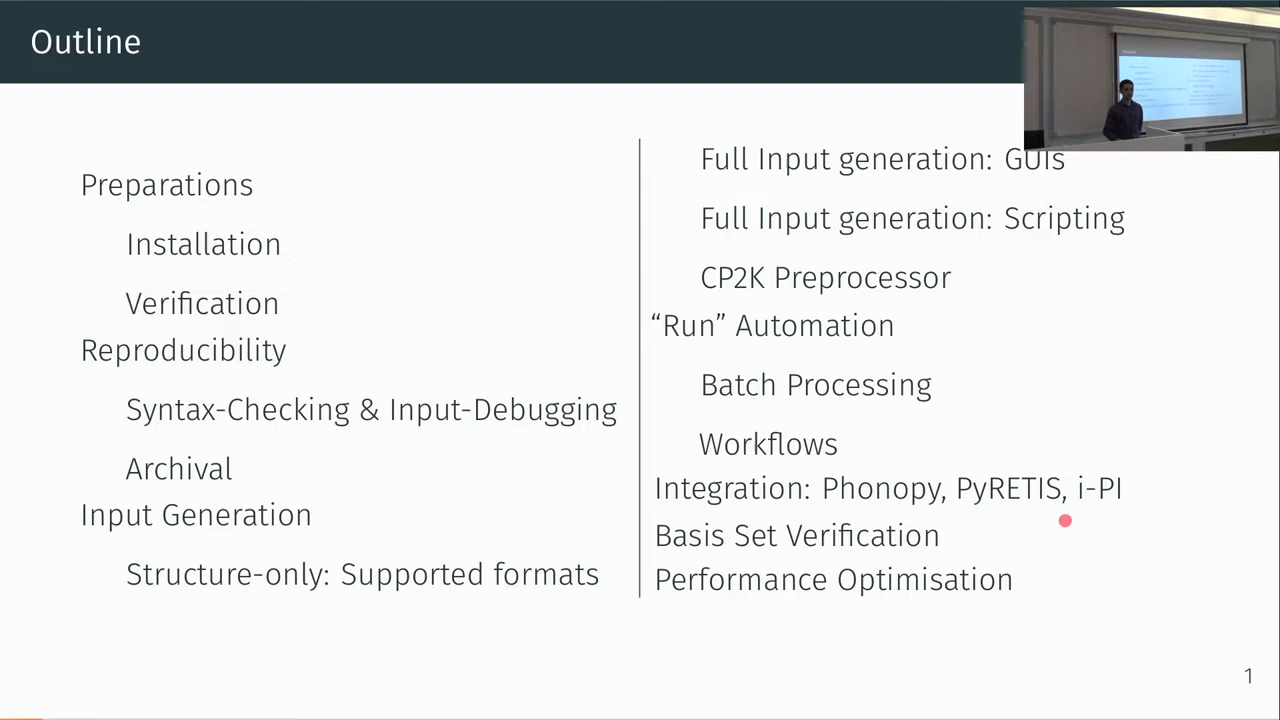 Outline
Preparations
Installation
Verification
Reproducibility
Syntax-Checking & Input-Debugging
Archival
Input Generation
Structure-only: Supported formats
Full Input generation: GUIs
Full Input generation: Scripting
CP2K Preprocessor
“Run” Automation
Batch Processing
Workflows
Integration: Phonopy, PyRETIS, i-PI
Basis Set Verification
Performance Optimisation
1